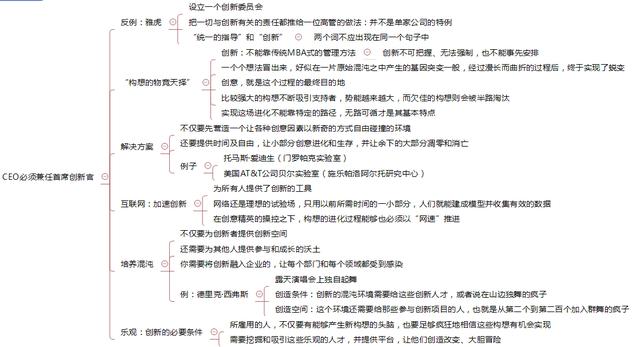 CEO必须兼任首席创新官
反例：雅虎
设立一个创新委员会
把一切与创新有关的责任都推给一位高管的做法：并不是单家公司的特例
“统一的指导”和“创新”
两个词不应出现在同一个句子中
“构想的物竞天择”
创新：不能靠传统MBA式的管理方法
创新不可把握、无法强制，也不能事先安排
一个个想法冒出来，好似在一片原始混沌之中产生的基因突变一般，经过漫长而曲折的过程后，终于实现了蜕变
创意，就是这个过程的最终目的地
比较强大的构想不断吸引支持者，势能越来越大，而欠佳的构想则会被半路淘汰
实现这场进化不能靠特定的路径，无路可循才是其基本特点
解决方案
不仅要先营造一个让各种创意因素以新奇的方式自由碰撞的环境
还要提供时间及自由，让小部分创意进化和生存，并让余下的大部分凋零和消亡
例子
托马斯·爱迪生（门罗帕克实验室）
美国AT&T公司贝尔实验室（施乐帕洛阿尔托研究中心）
互联网：加速创新
为所有人提供了创新的工具
网络还是理想的试验场，只用以前所需时间的一小部分，人们就能建成模型并收集有效的数据
在创意精英的操控之下，构想的进化过程能够也必须以“网速”推进
培养混沌
不仅要为创新者提供创新空间
还需要为其他人提供参与和成长的沃土
你需要将创新融入企业的，让每个部门和每个领域都受到感染
例：德里克·西弗斯
露天演唱会上独自起舞
创造条件：创新的混沌环境需要给这些创新人才，或者说在山边独舞的疯子
创造空间：这个环境还需要给那些参与创新项目的人，也就是从第二个到第二百个加入群舞的疯子
乐观：创新的必要条件
所雇用的人，不仅要有能够产生新构想的头脑，也要足够疯狂地相信这些构想有机会实现
需要挖掘和吸引这些乐观的人才，并提供平台，让他们创造改变、大胆冒险